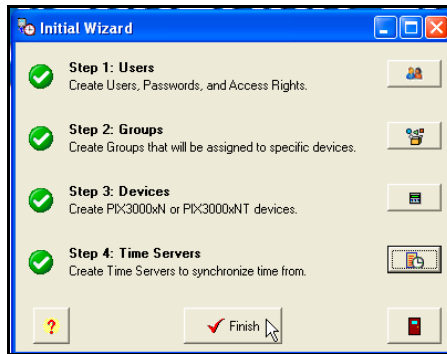 Initial Wizard
Step 1: Users
Create Users, Passwords, and Access Rights.
Step 2: Groups
Create Groups that will be assigned to specific devices.
Step 3: Devices
Create PIX3000xN or PIX3000xNT devices.
Step 4: Time Servers
Create Time Servers to synchronize time from.
? Finish